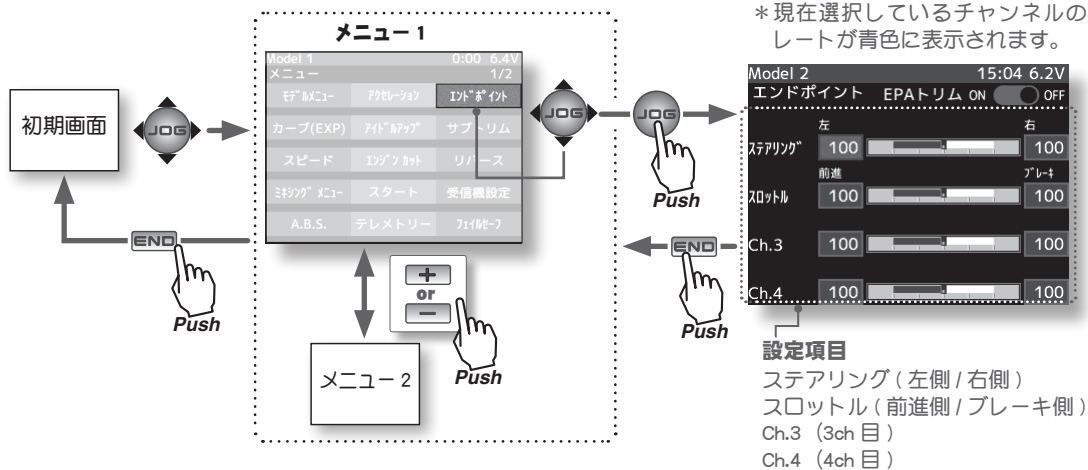 メニュー 1
＊現在選択しているチャンネルの
レートが青色に表示されます。
初期画面
JOG
Model 1 0:00 6.4V
メニュー 1/2
ﾓﾃﾞﾙﾒﾆｭｰ ｱｸｾﾚｰｼｮﾝ ｴﾝﾄﾞﾎﾟｲﾝﾄ
カーブ(EXP) ｱｲﾄﾞﾙｱｯﾌﾟ サブトリム
スピード ｴﾝｼﾞﾝ ｶｯﾄ リバース
ﾐｷｼﾝｸﾞ ﾒﾆｭｰ スタート 受信機設定
A.B.S. テレメトリー ﾌｪｲﾙｾｰﾌ
JOG
JOG
Push
Model 2 15:04 6.2V
エンドポイント EPAトリム ON OFF
左 右
ｽﾃｱﾘﾝｸﾞ 100 100
前進 ﾌﾞﾚｰｷ
ｽﾛｯﾄﾙ 100 100
Ch.3 100 100
Ch.4 100 100
END
Push
END
Push
+
or
−
Push
メニュー 2
設定項目
ステアリング ( 左側 / 右側 )
スロットル ( 前進側 / ブレーキ側 )
Ch.3 （3ch 目 )
Ch.4 （4ch 目 )